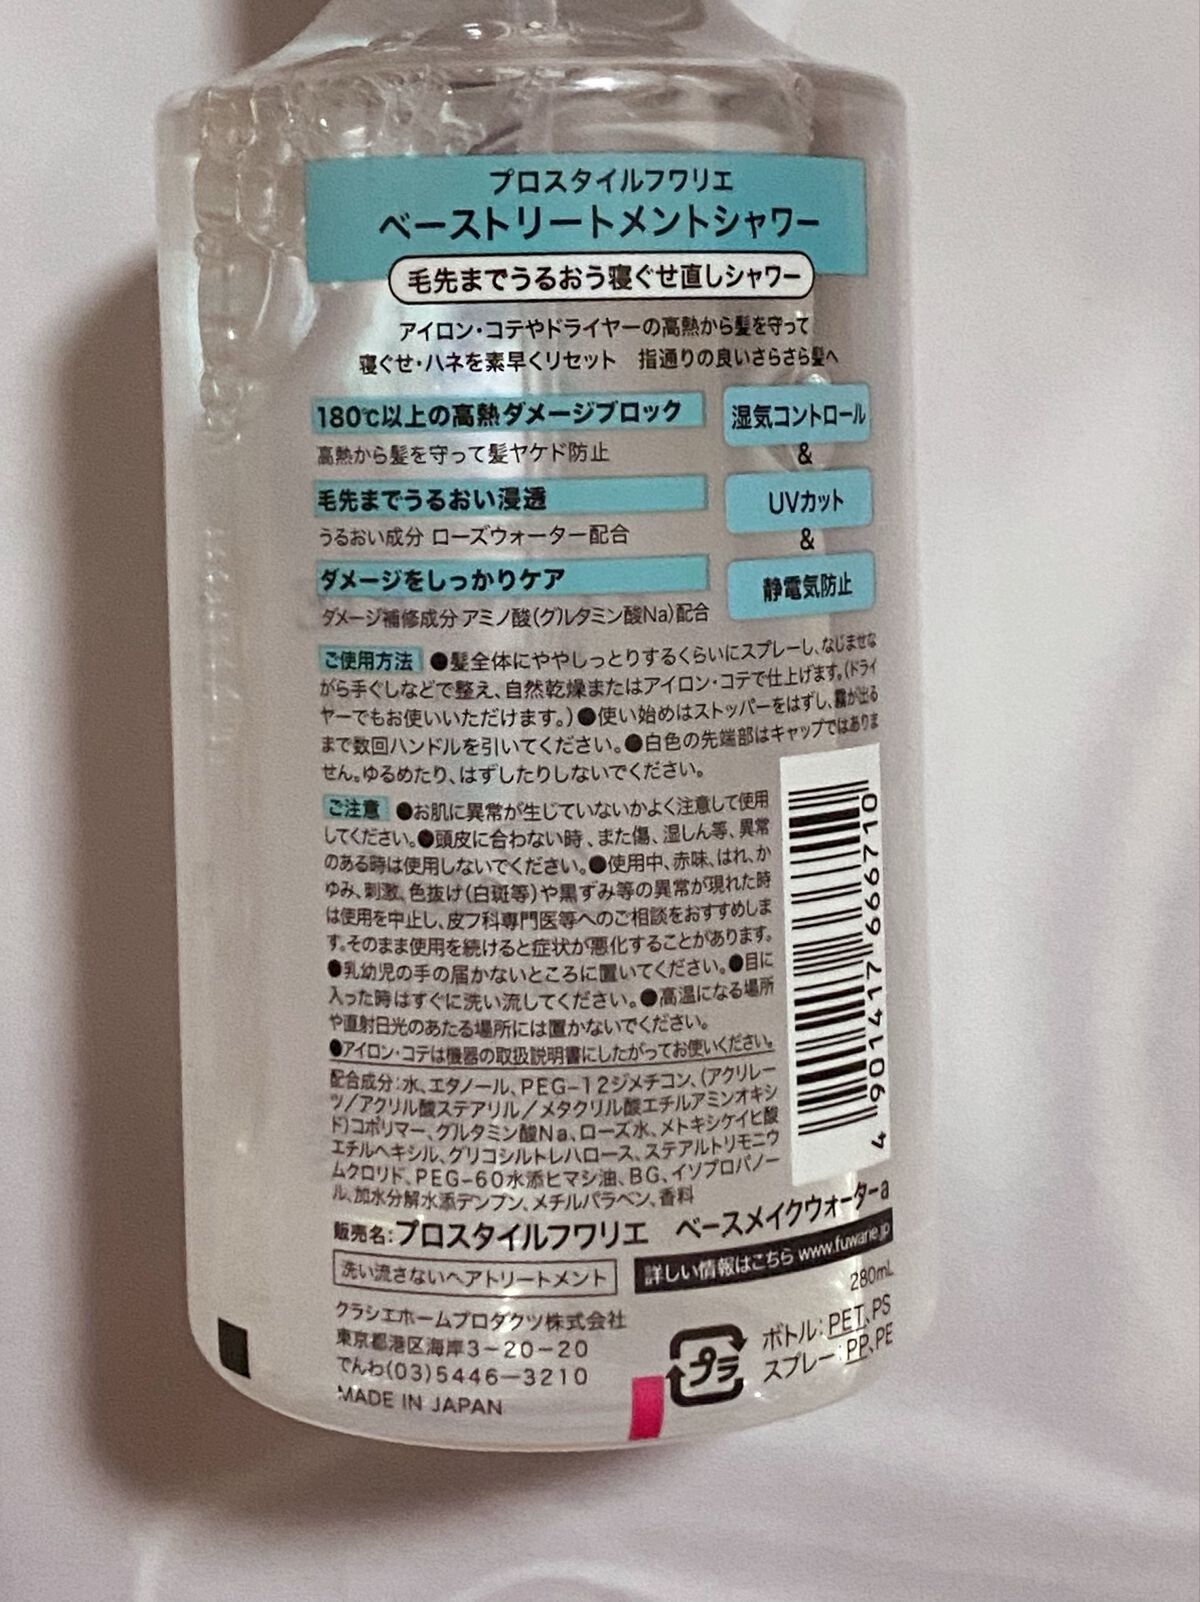 プロスタイルフワリエ
ベーストリートメントシャワー
毛先までうるおう寝ぐせ直しシャワー
アイロン・コテやドライヤーの高熱から髪を守って
寝ぐせ・ハネを素早くリセット 指通りの良いさらさら髪へ
180℃以上の高熱ダメージブロック
高熱から髪を守って髪ヤケド防止
毛先までうるおい浸透
うるおい成分 ローズウォーター配合
ダメージをしっかりケア
ダメージ補修成分 アミノ酸(グルタミン酸Na)配合
湿気コントロール
&
UVカット
&
静電気防止
ご使用方法 ●髪全体にややしっとりするくらいにスプレーし、なじませな
がら手ぐしなどで整え、自然乾燥またはアイロン・コテで仕上げます。(ドライ
ヤーでもお使いいただけます。)●使い始めはストッパーをはずし、霧が出る
まで数回ハンドルを引いてください。●白色の先端部はキャップではありま
せん。ゆるめたり、はずしたりしないでください。
ご注意 ●お肌に異常が生じていないかよく注意して使用
してください。●頭皮に合わない時、また傷、湿しん等、異常
のある時は使用しないでください。●使用中、赤味、はれ、か
ゆみ、刺激、色抜け(白斑等)や黒ずみ等の異常が現れた時
は使用を中止し、皮フ科専門医等へのご相談をおすすめしま
す。そのまま使用を続けると症状が悪化することがあります。
●乳幼児の手の届かないところに置いてください。●目に
入った時はすぐに洗い流してください。●高温になる場所
や直射日光のあたる場所には置かないでください。
●アイロン・コテは機器の取扱説明書にしたがってお使いください。
配合成分:水、エタノール、PEG-12ジメチコン、(アクリレー
ツ/アクリル酸ステアリル/メタクリル酸エチルアミンオキシ
ド)コポリマー、グルタミン酸Na、ローズ水、メトキシケイヒ酸
エチルヘキシル、グリコシルトレハロース、ステアルトリモニウ
ムクロリド、PEG-60水添ヒマシ油、BG、イソプロパノー
ル、加水分解水添デンプン、メチルパラベン、香料
4 901417 666710
販売名:プロスタイルフワリエ ベースメイクウォーターa
洗い流さないヘアトリートメント
詳しい情報はこちら www.fuwarie.jp
280mL
クラシエホームプロダクツ株式会社
東京都港区海岸3-20-20
でんわ(03)5446-3210
MADE IN JAPAN
プラ
ボトル:PET、PS
スプレー:PP、PE